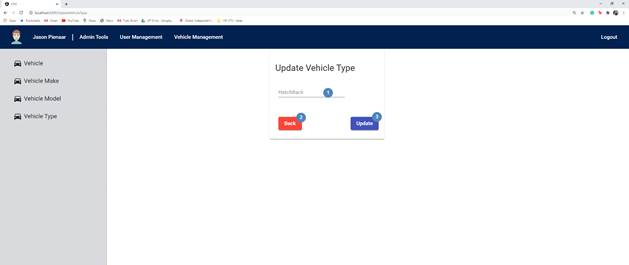 Jason Pienaar
Admin Tools
User Management
Vehicle Management
Logout
Vehicle
Vehicle Make
Vehicle Model
Vehicle Type
Update Vehicle Type
HatchBack
1
Back
2
Update
3